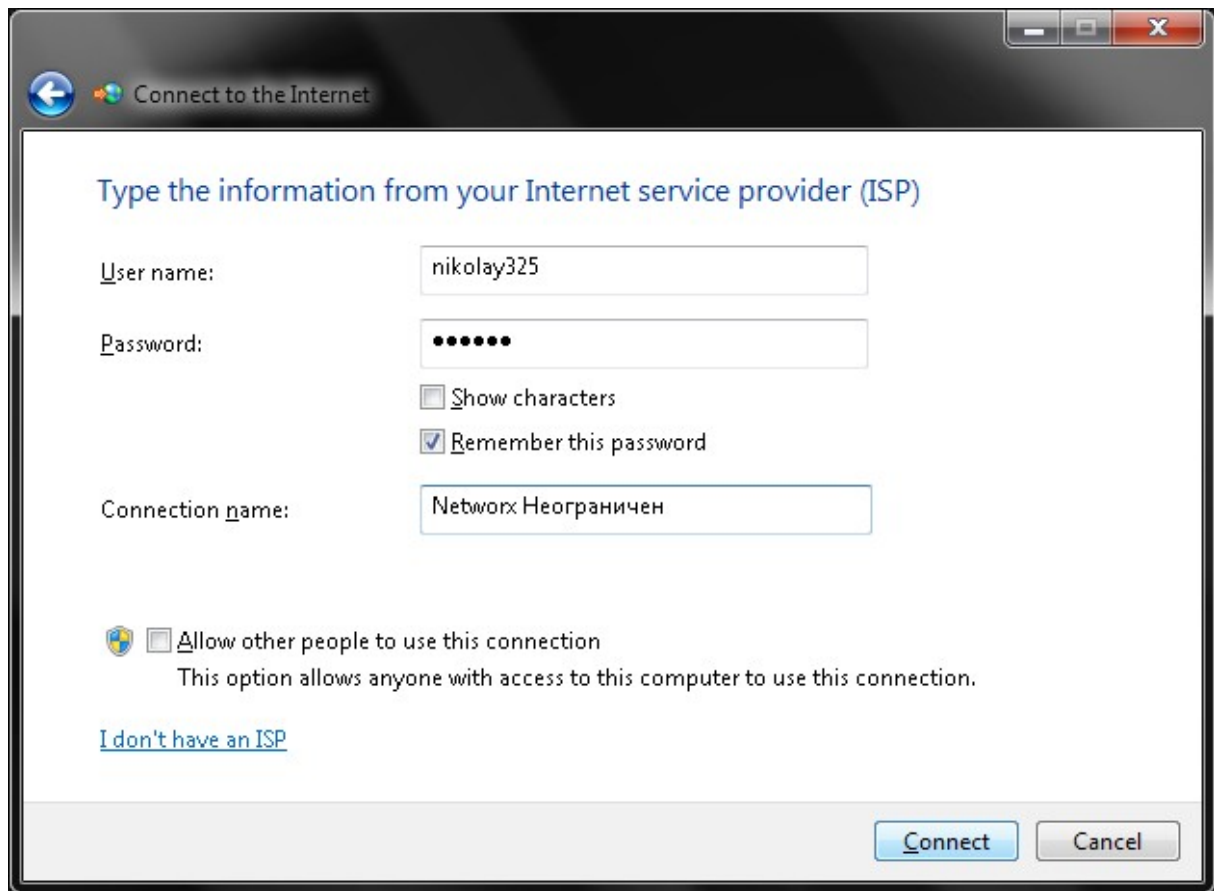 Connect to the Internet
Type the information from your Internet service provider (ISP)
User name:
nikolay325
Password:
••••••
Show characters
Remember this password
Connection name:
Networx Неограничен
Allow other people to use this connection
This option allows anyone with access to this computer to use this connection.
I don't have an ISP
Connect
Cancel